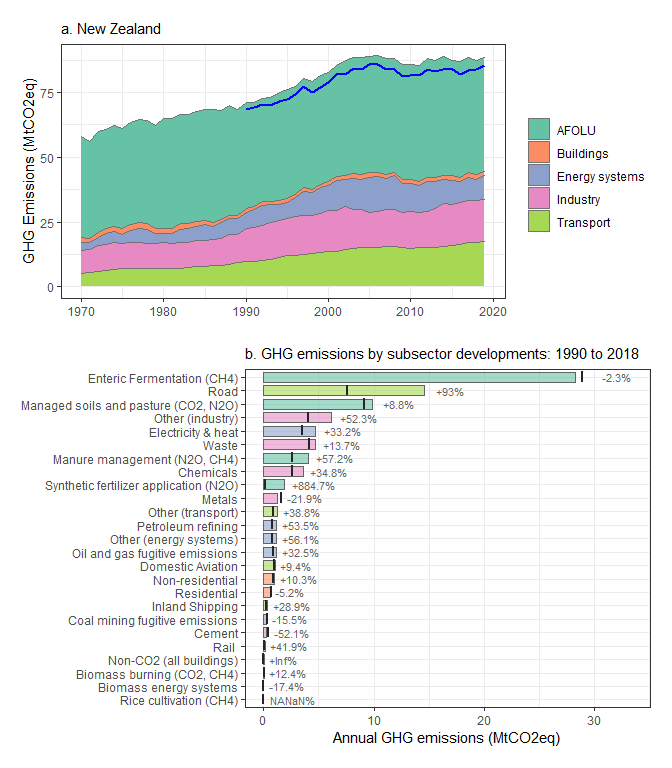 a. New Zealand
GHG Emissions (MtCO2eq)
75
50
25
0
1970
1980
1990
2000
2010
2020
AFOLU
Buildings
Energy systems
Industry
Transport
b. GHG emissions by subsector developments: 1990 to 2018
Enteric Fermentation (CH4) -2.3%
Road +93%
Managed soils and pasture (CO2, N2O) +8.8%
Other (industry) +52.3%
Electricity & heat +33.2%
Waste +13.7%
Manure management (N2O, CH4) +57.2%
Chemicals +34.8%
Synthetic fertilizer application (N2O) +884.7%
Metals -21.9%
Other (transport) +38.8%
Petroleum refining +53.5%
Other (energy systems) +56.1%
Oil and gas fugitive emissions +32.5%
Domestic Aviation +9.4%
Non-residential +10.3%
Residential -5.2%
Inland Shipping +28.9%
Coal mining fugitive emissions -15.5%
Cement -52.1%
Rail +41.9%
Non-CO2 (all buildings) +Inf%
Biomass burning (CO2, CH4) +12.4%
Biomass energy systems -17.4%
Rice cultivation (CH4) NANaN%
0
10
20
30
Annual GHG emissions (MtCO2eq)